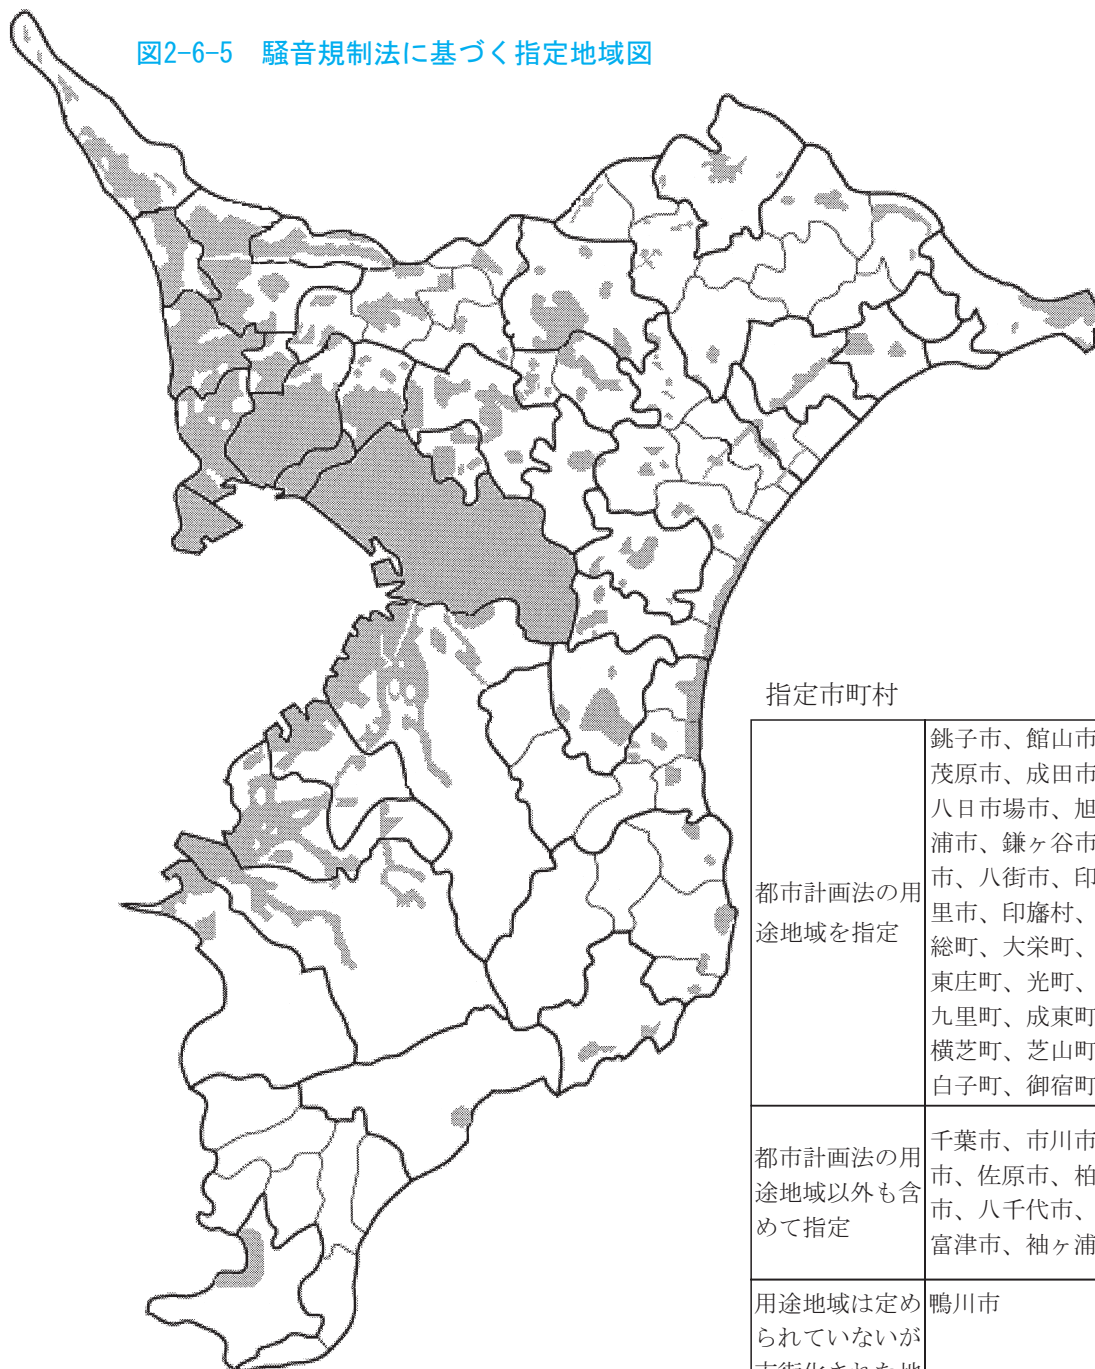 図2-6-5　騒音規制法に基づく指定地域図
指定市町村
都市計画法の用
途地域を指定
銚子市、館山市
茂原市、成田市
八日市場市、旭
浦市、鎌ヶ谷市
市、八街市、印
里市、印旛村、
総町、大栄町、
東庄町、光町、
九里町、成東町
横芝町、芝山町
白子町、御宿町
都市計画法の用
途地域以外も含
めて指定
千葉市、市川市
市、佐原市、柏
市、八千代市、
富津市、袖ヶ浦
用途地域は定め
られていないが
市街化された地
鴨川市